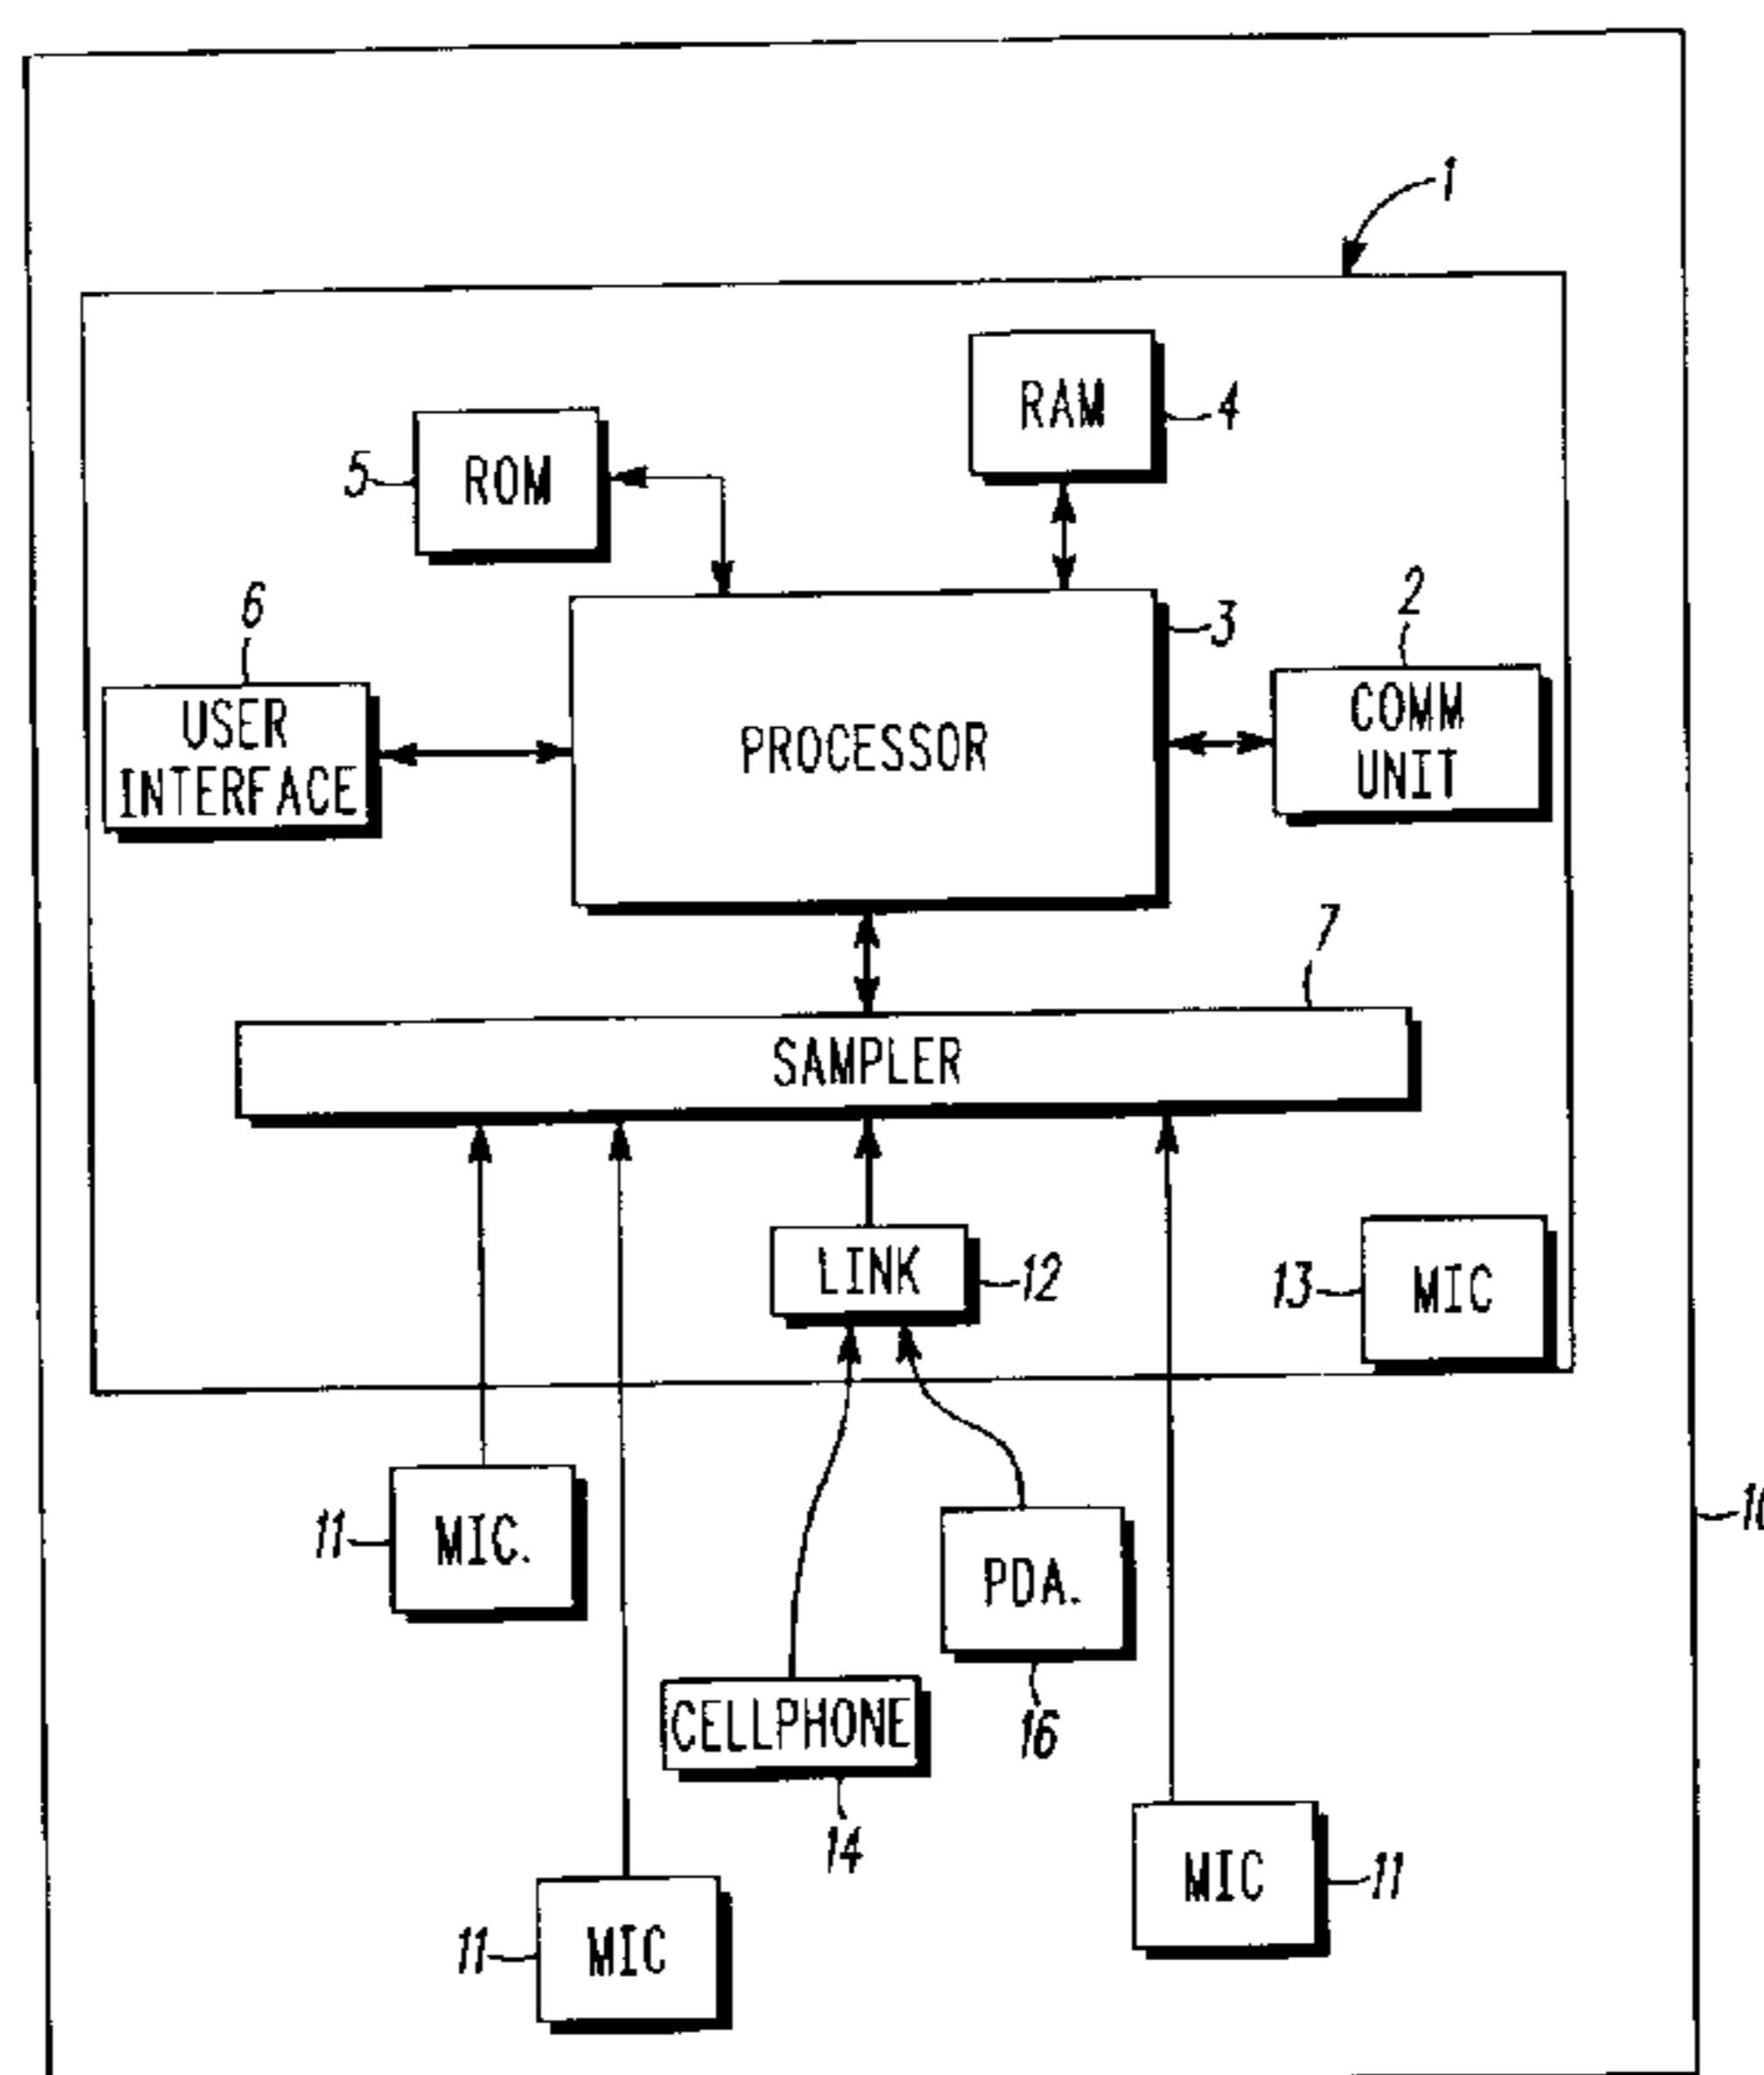 1
RAM
4
5
ROM
6
3
2
USER
INTERFACE
PROCESSOR
COMM
UNIT
7
SAMPLER
LINK
12
13
MIC
11
MIC.
PDA.
16
CELLPHONE
14
MIC
11
11
MIC